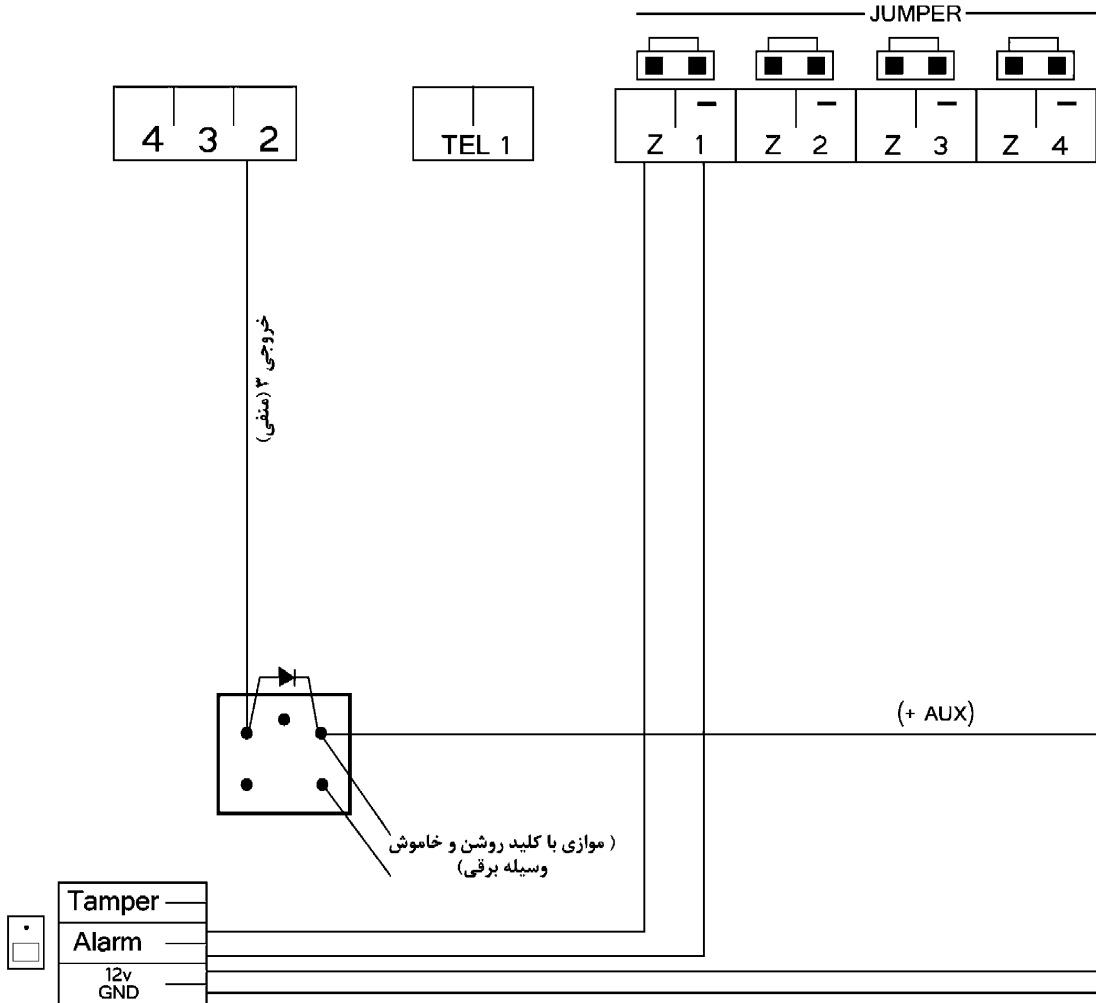 JUMPER
4 3 2
TEL 1
Z 1 Z 2 Z 3 Z 4
خروجی ۳ (منفی)
(+ AUX)
( موازی با کلید روشن و خاموش
وسیله برقی)
Tamper
Alarm
12v
GND